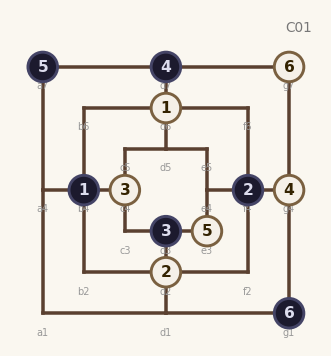 C01
5 4 6
a7 d7 g7
1
b6 d6 f6
c5 d5 e5
1 3 2 4
a4 b4 c4 e4 f4 g4
3 5
c3 d3 e3
2
b2 d2 f2
6
a1 d1 g1